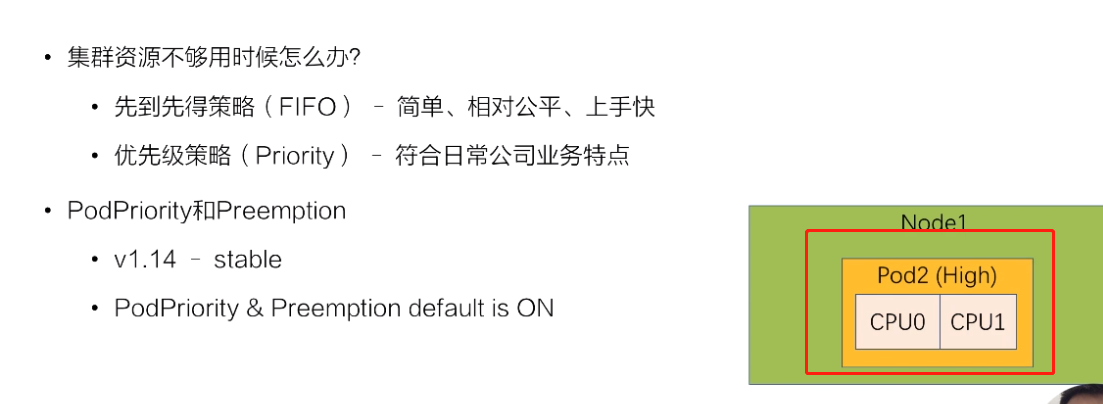 • 集群资源不够用时候怎么办?
• 先到先得策略（FIFO） – 简单、相对公平、上手快
• 优先级策略（Priority） – 符合日常公司业务特点
• PodPriority和Preemption
• v1.14 – stable
• PodPriority & Preemption default is ON
Node1
Pod2 (High)
CPU0 CPU1